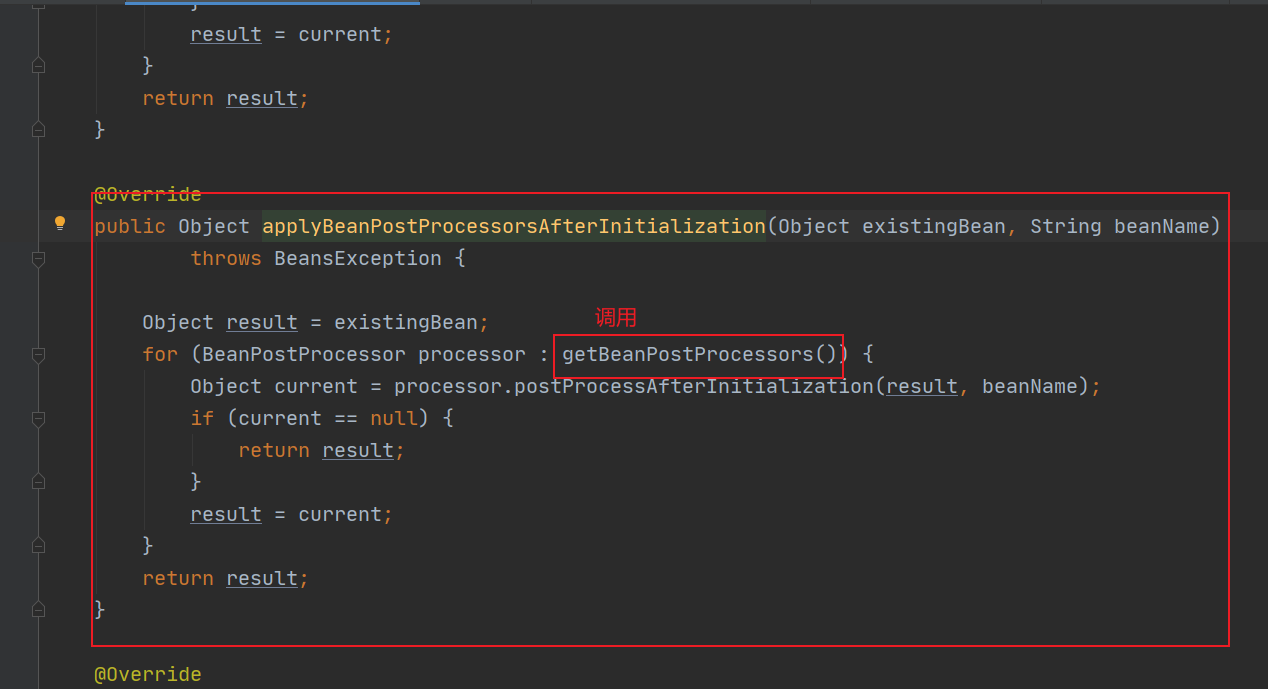 }
result = current;
}
return result;
}
@Override
public Object applyBeanPostProcessorsAfterInitialization(Object existingBean, String beanName)
throws BeansException {
Object result = existingBean;
调用
for (BeanPostProcessor processor : getBeanPostProcessors()) {
Object current = processor.postProcessAfterInitialization(result, beanName);
if (current == null) {
return result;
}
result = current;
}
return result;
}
@Override